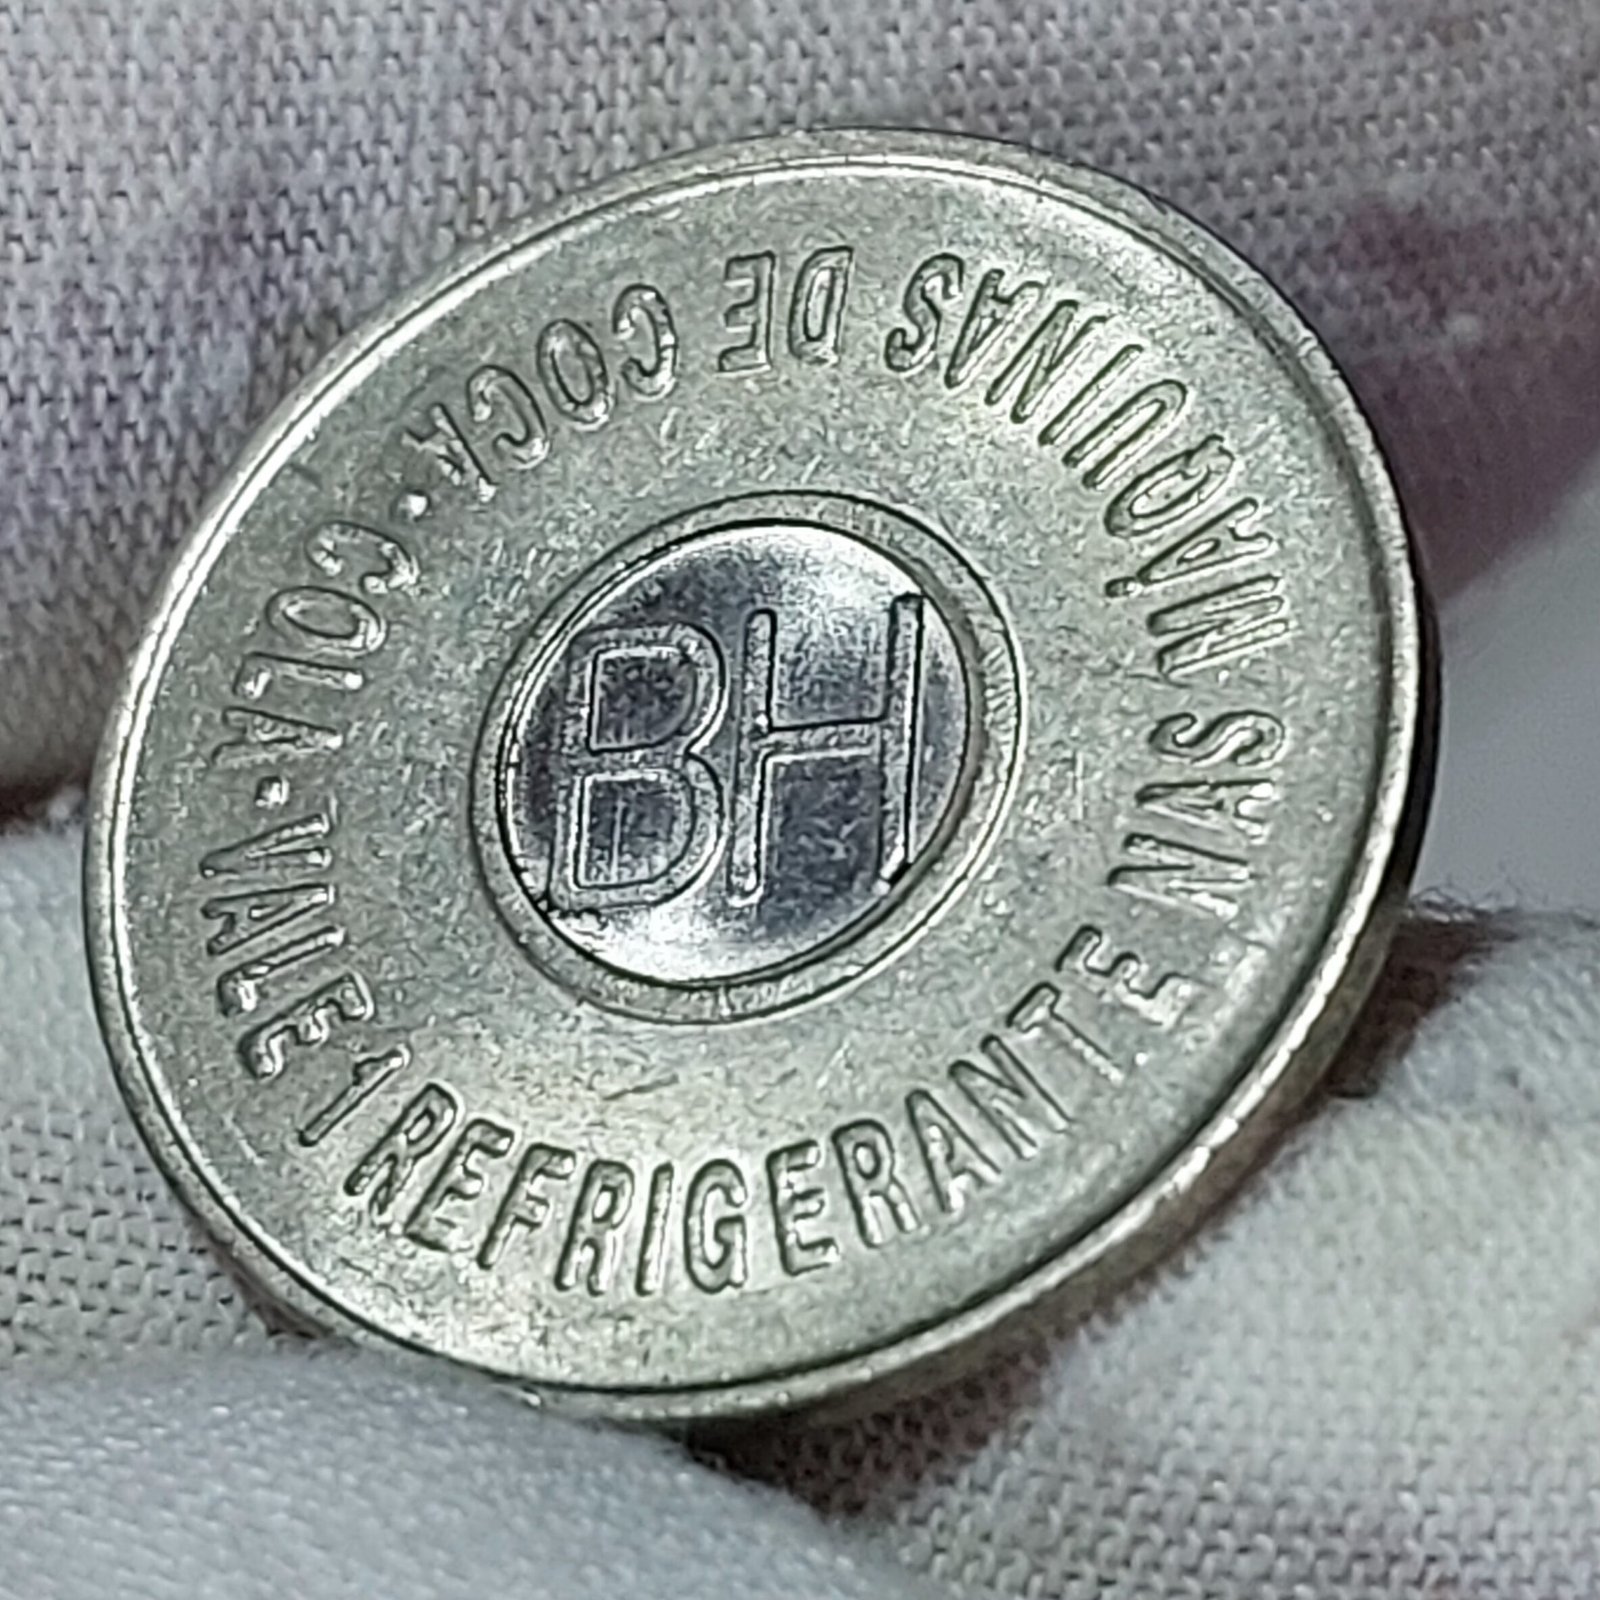 VALE 1 REFRIGERANTE NAS MAQUINAS DE COCA-COLA
BH